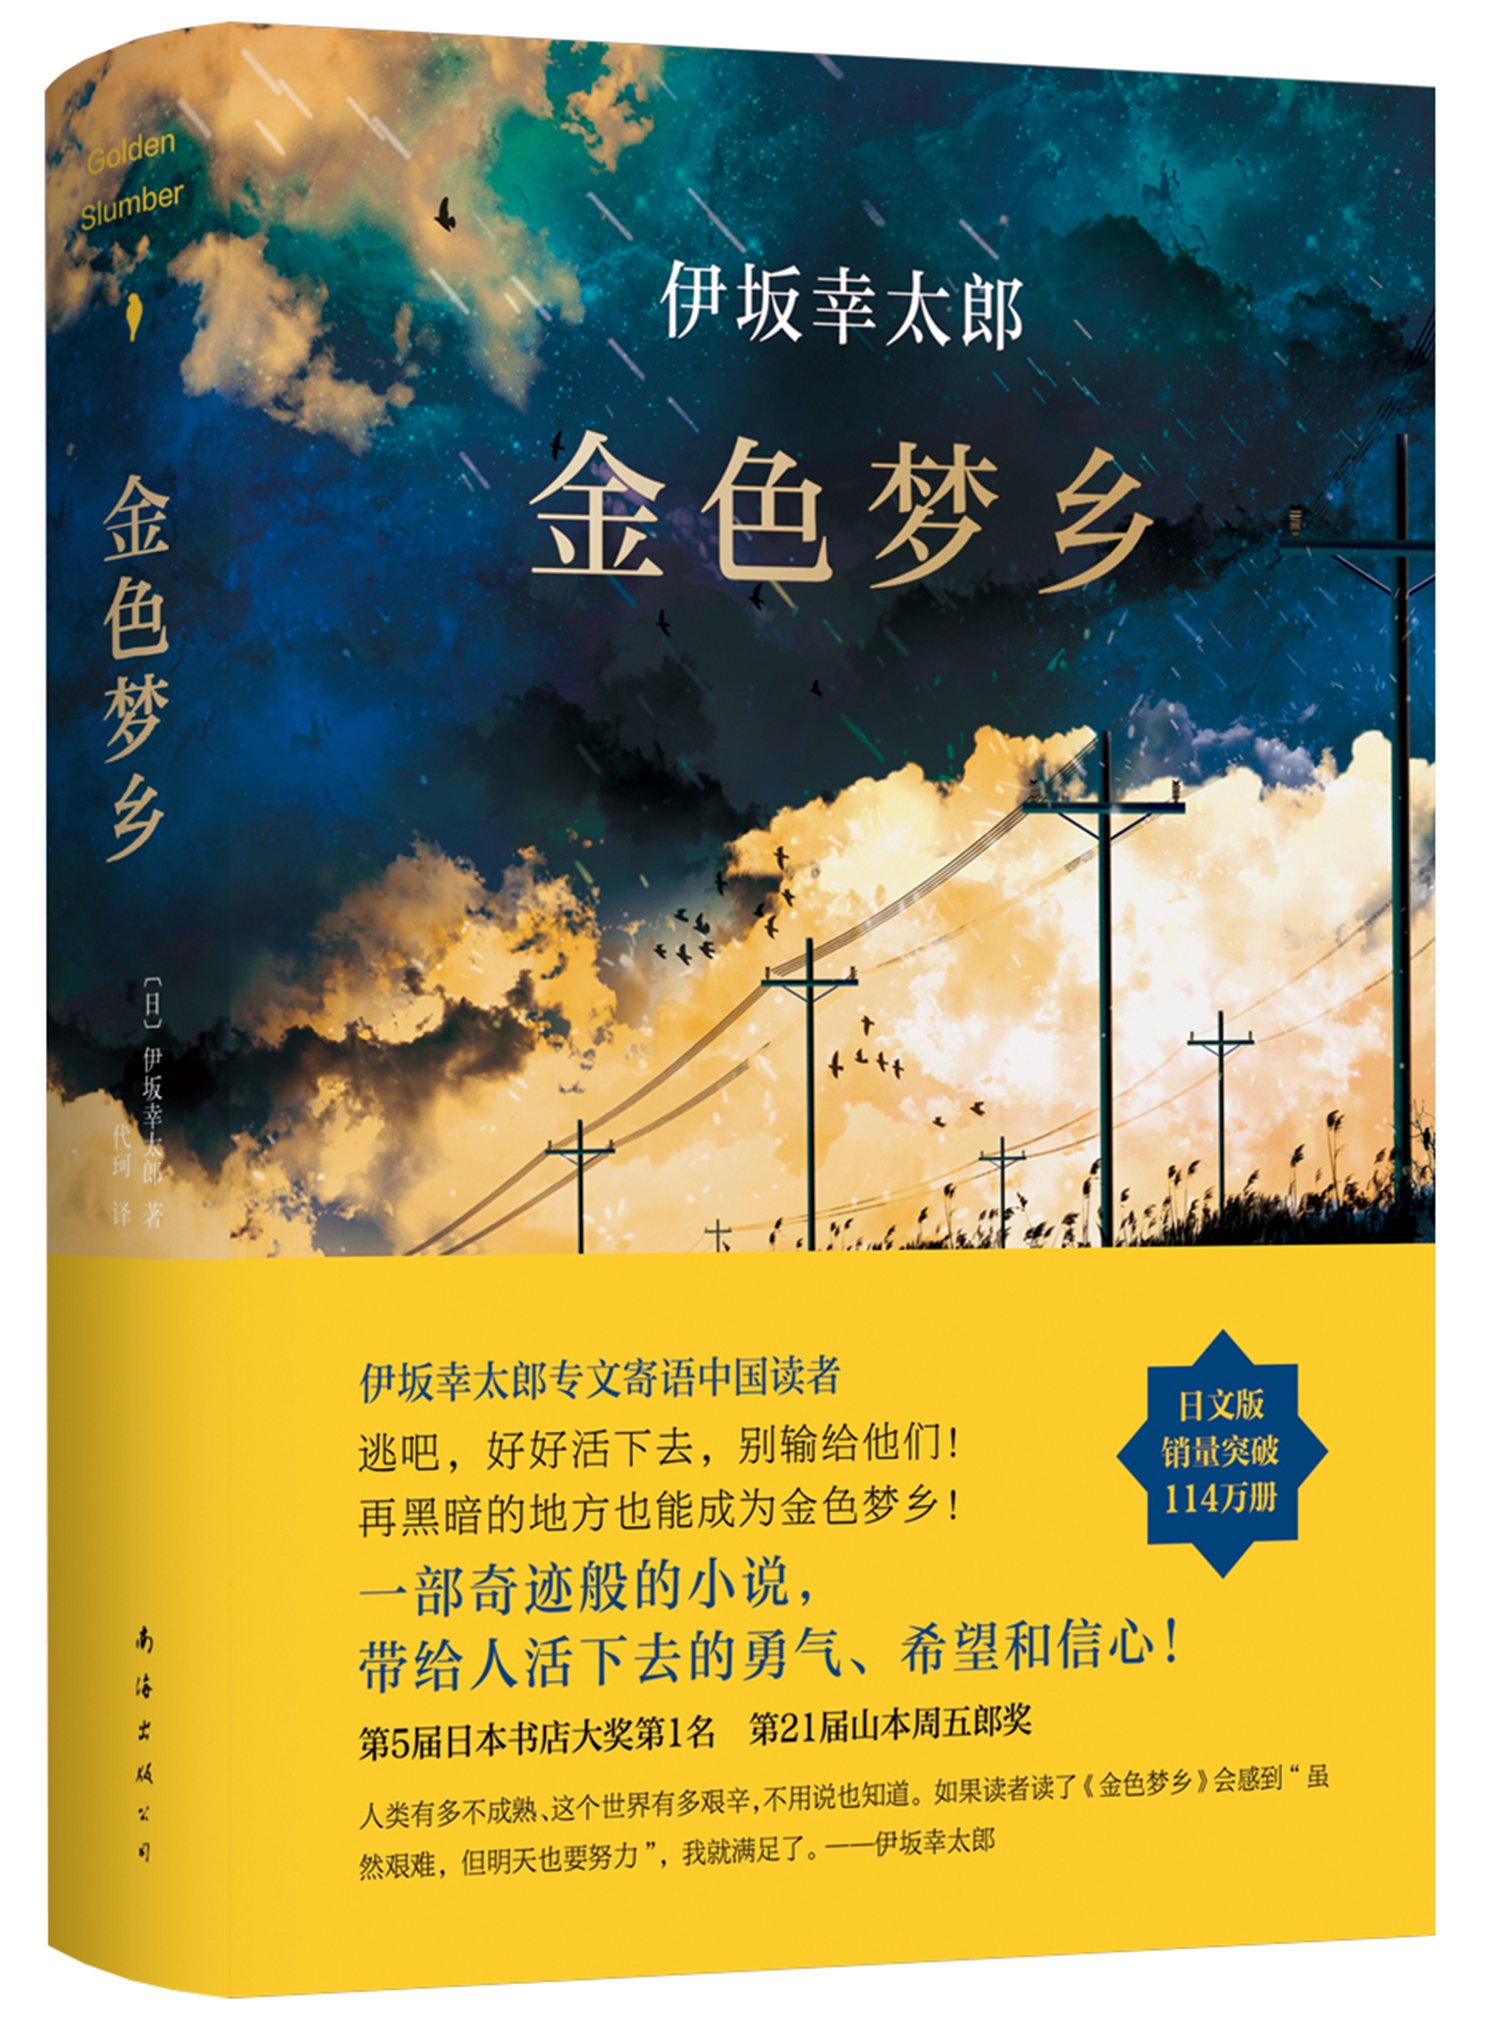 Golden
Slumber
金色梦乡
〔日〕伊坂幸太郎 著
代珂 译
南海出版公司
伊坂幸太郎
金色梦乡
伊坂幸太郎专文寄语中国读者
逃吧，好好活下去，别输给他们！
再黑暗的地方也能成为金色梦乡！
一部奇迹般的小说，
带给人活下去的勇气、希望和信心！
第5届日本书店大奖第1名 第21届山本周五郎奖
人类有多不成熟、这个世界有多艰辛，不用说也知道。如果读者读了《金色梦乡》会感到“虽
然艰难，但明天也要努力”，我就满足了。——伊坂幸太郎
日文版
销量突破
114万册